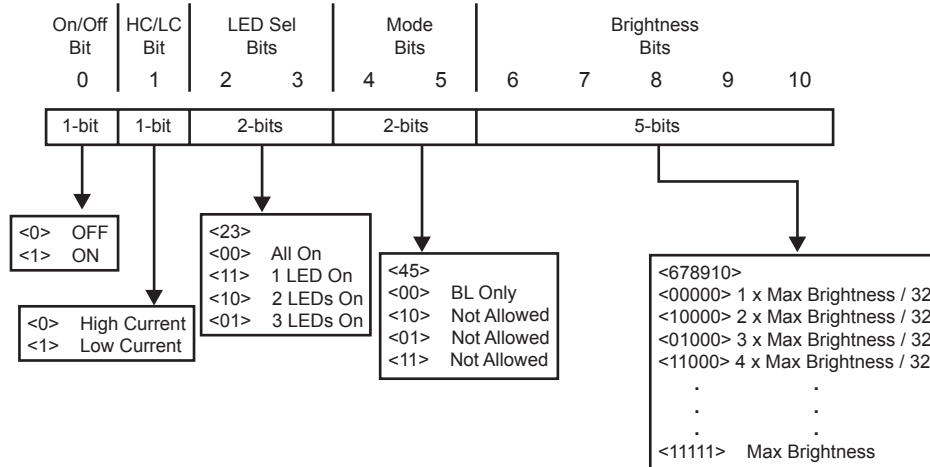 On/Off HC/LC LED Sel Mode Brightness
Bit Bit Bits Bits Bits
0 1 2 3 4 5 6 7 8 9 10
1-bit 1-bit 2-bits 2-bits 5-bits
<0> OFF
<1> ON
<0> High Current
<1> Low Current
<23>
<00> All On
<11> 1 LED On
<10> 2 LEDs On
<01> 3 LEDs On
<45>
<00> BL Only
<10> Not Allowed
<01> Not Allowed
<11> Not Allowed
<678910>
<00000> 1 x Max Brightness / 32
<10000> 2 x Max Brightness / 32
<01000> 3 x Max Brightness / 32
<11000> 4 x Max Brightness / 32
. .
. .
. .
<11111> Max Brightness